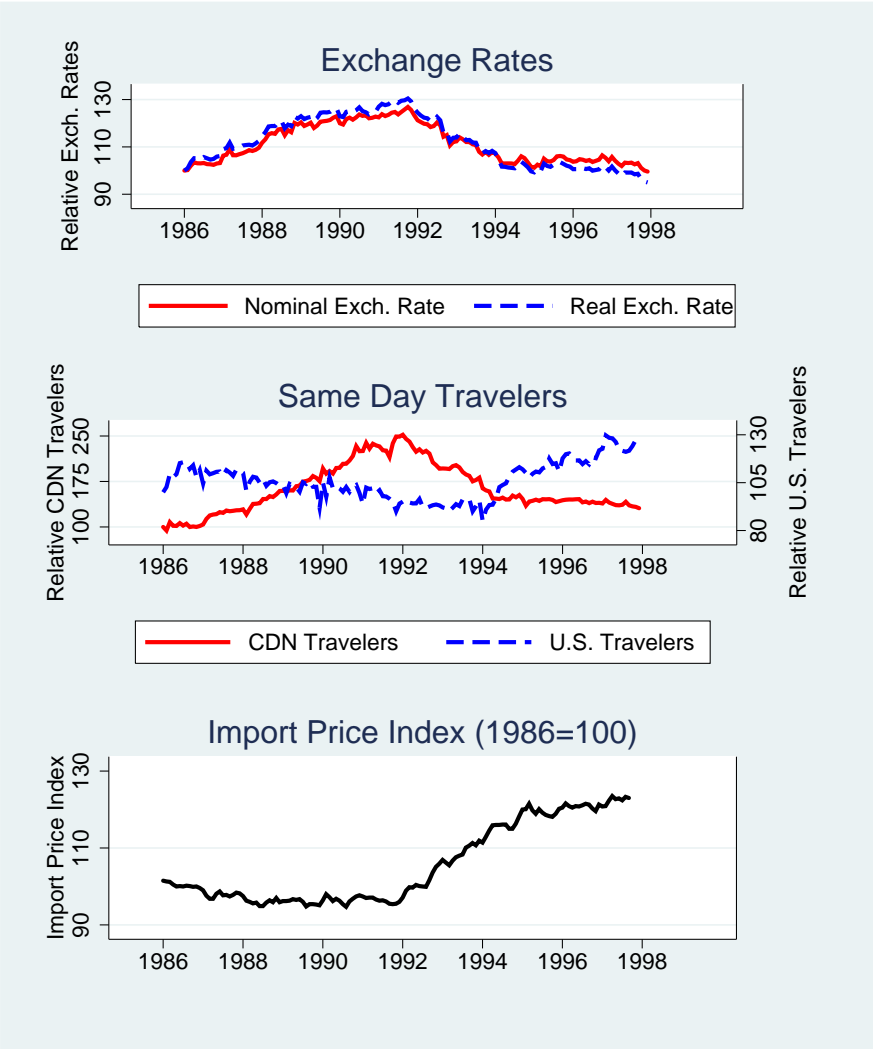 Exchange Rates
Relative Exch. Rates
130
110
90
1986 1988 1990 1992 1994 1996 1998
Nominal Exch. Rate Real Exch. Rate
Same Day Travelers
Relative CDN Travelers
250
175
100
Relative U.S. Travelers
130
105
80
1986 1988 1990 1992 1994 1996 1998
CDN Travelers U.S. Travelers
Import Price Index (1986=100)
Import Price Index
130
110
90
1986 1988 1990 1992 1994 1996 1998